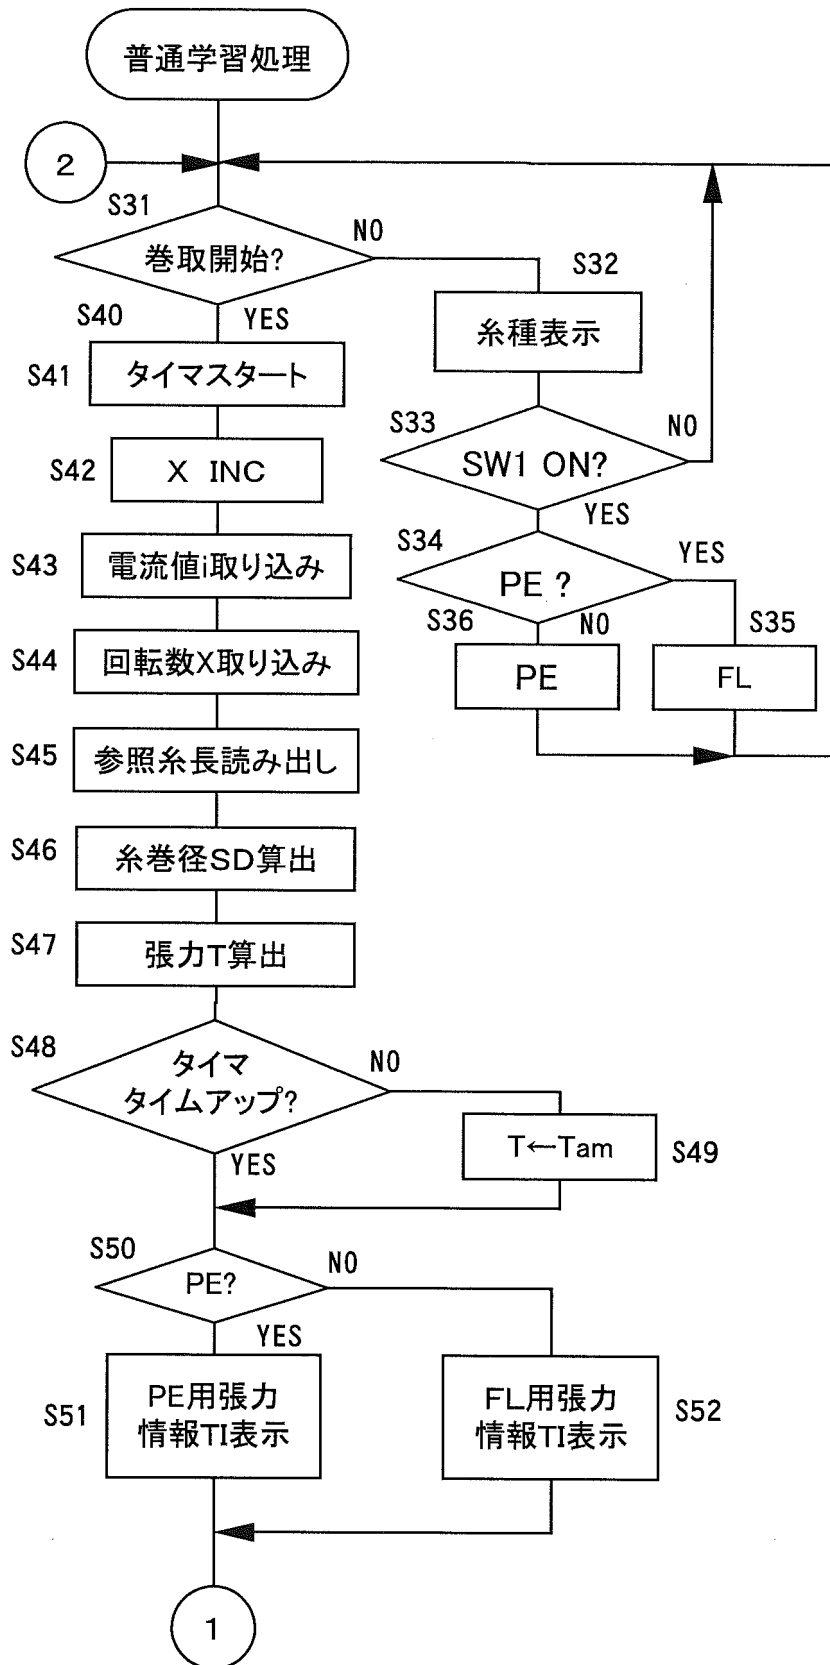 普通学習処理
2
S31
巻取開始?
NO
S32
糸種表示
S40
YES
S41
タイマスタート
S33
SW1 ON?
NO
YES
S42
X INC
S34
PE ?
YES
S43
電流値i取り込み
S36
NO
S35
PE
FL
S44
回転数X取り込み
S45
参照糸長読み出し
S46
糸巻径SD算出
S47
張力T算出
S48
タイマ
タイムアップ?
NO
T←Tam
S49
YES
S50
PE?
NO
YES
S51
PE用張力
情報TI表示
FL用張力
情報TI表示
S52
1